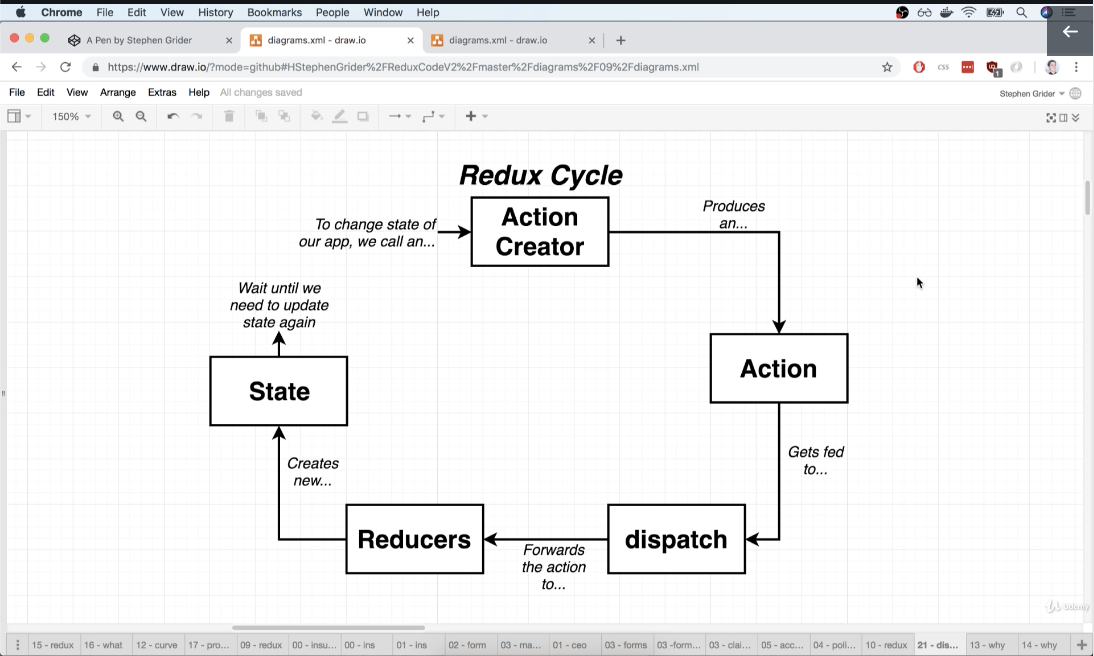 Chrome File Edit View History Bookmarks People Window Help
A Pen by Stephen Grider
diagrams.xml - draw.io
diagrams.xml - draw.io
https://www.draw.io/?mode=github#HStephenGrider%2FReduxCodeV2%2Fmaster%2Fdiagrams%2F09%2Fdiagrams.xml
CSS
1
File Edit View Arrange Extras Help All changes saved
Stephen Grider
150%
Redux Cycle
To change state of
our app, we call an...
Action
Creator
Produces
an...
Action
Gets fed
to...
dispatch
Forwards
the action
to...
Reducers
Creates
new...
State
Wait until we
need to update
state again
Udemy
15 - redux 16 - what 12 - curve 17 - pro... 09 - redux 00 - insu... 00 - ins 01 - ins 02 - form 03 - ma... 01 - ceo 03 - forms 03 -form... 03 - clai... 05 - acc... 04 - poli... 10 - redux 21 - dis... 13 - why 14 - why